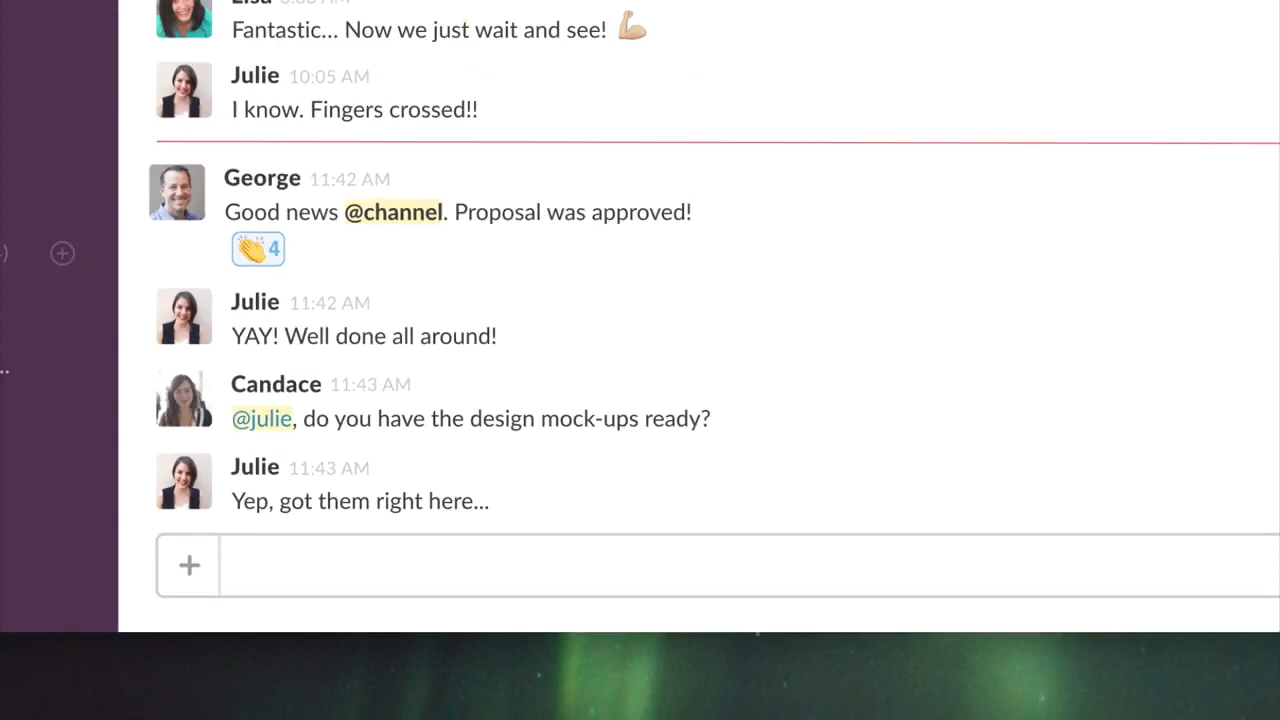 Lisa
Fantastic... Now we just wait and see!
Julie 10:05 AM
I know. Fingers crossed!!
George 11:42 AM
Good news @channel. Proposal was approved!
4
Julie 11:42 AM
YAY! Well done all around!
Candace 11:43 AM
@julie, do you have the design mock-ups ready?
Julie 11:43 AM
Yep, got them right here...